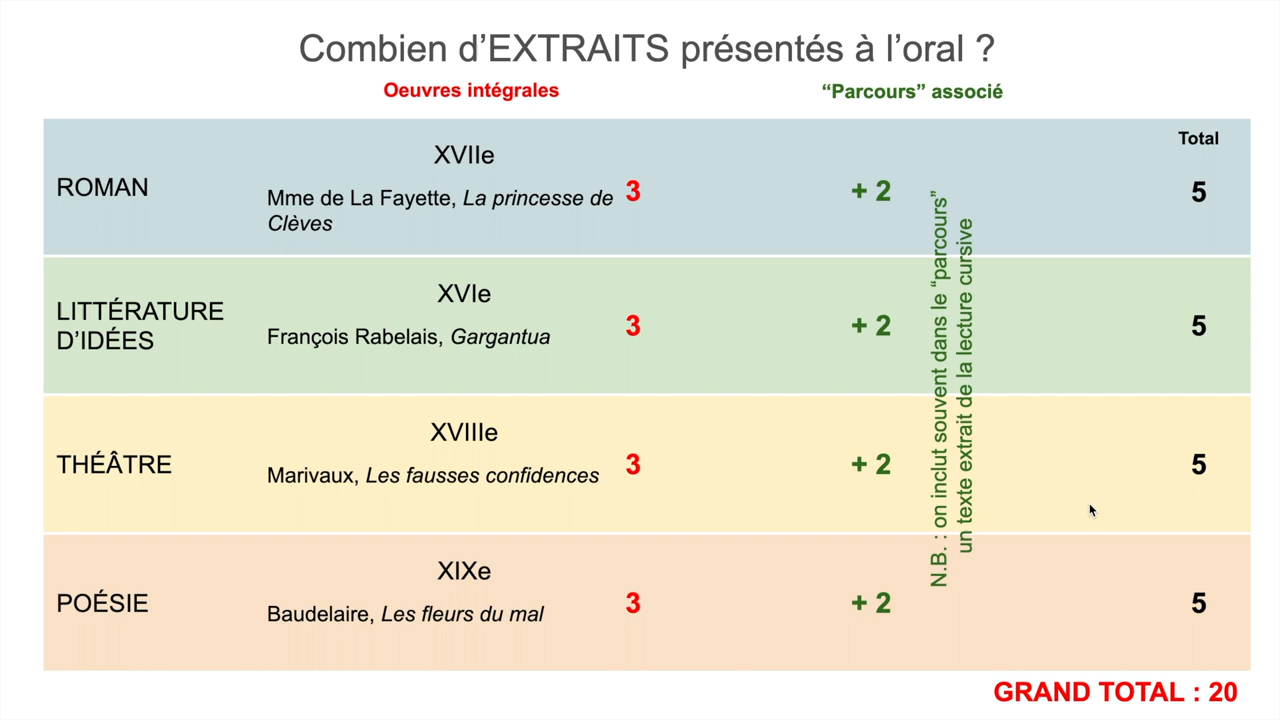 Combien d’EXTRAITS présentés à l’oral ?
Oeuvres intégrales
“Parcours” associé
Total
ROMAN
XVIIe
Mme de La Fayette, La princesse de
Clèves
3
+ 2
5
LITTÉRATURE
D’IDÉES
XVIe
François Rabelais, Gargantua
3
+ 2
5
THÉÂTRE
XVIIIe
Marivaux, Les fausses confidences
3
+ 2
5
POÉSIE
XIXe
Baudelaire, Les fleurs du mal
3
+ 2
5
N.B. : on inclut souvent dans le “parcours”
un texte extrait de la lecture cursive
GRAND TOTAL : 20